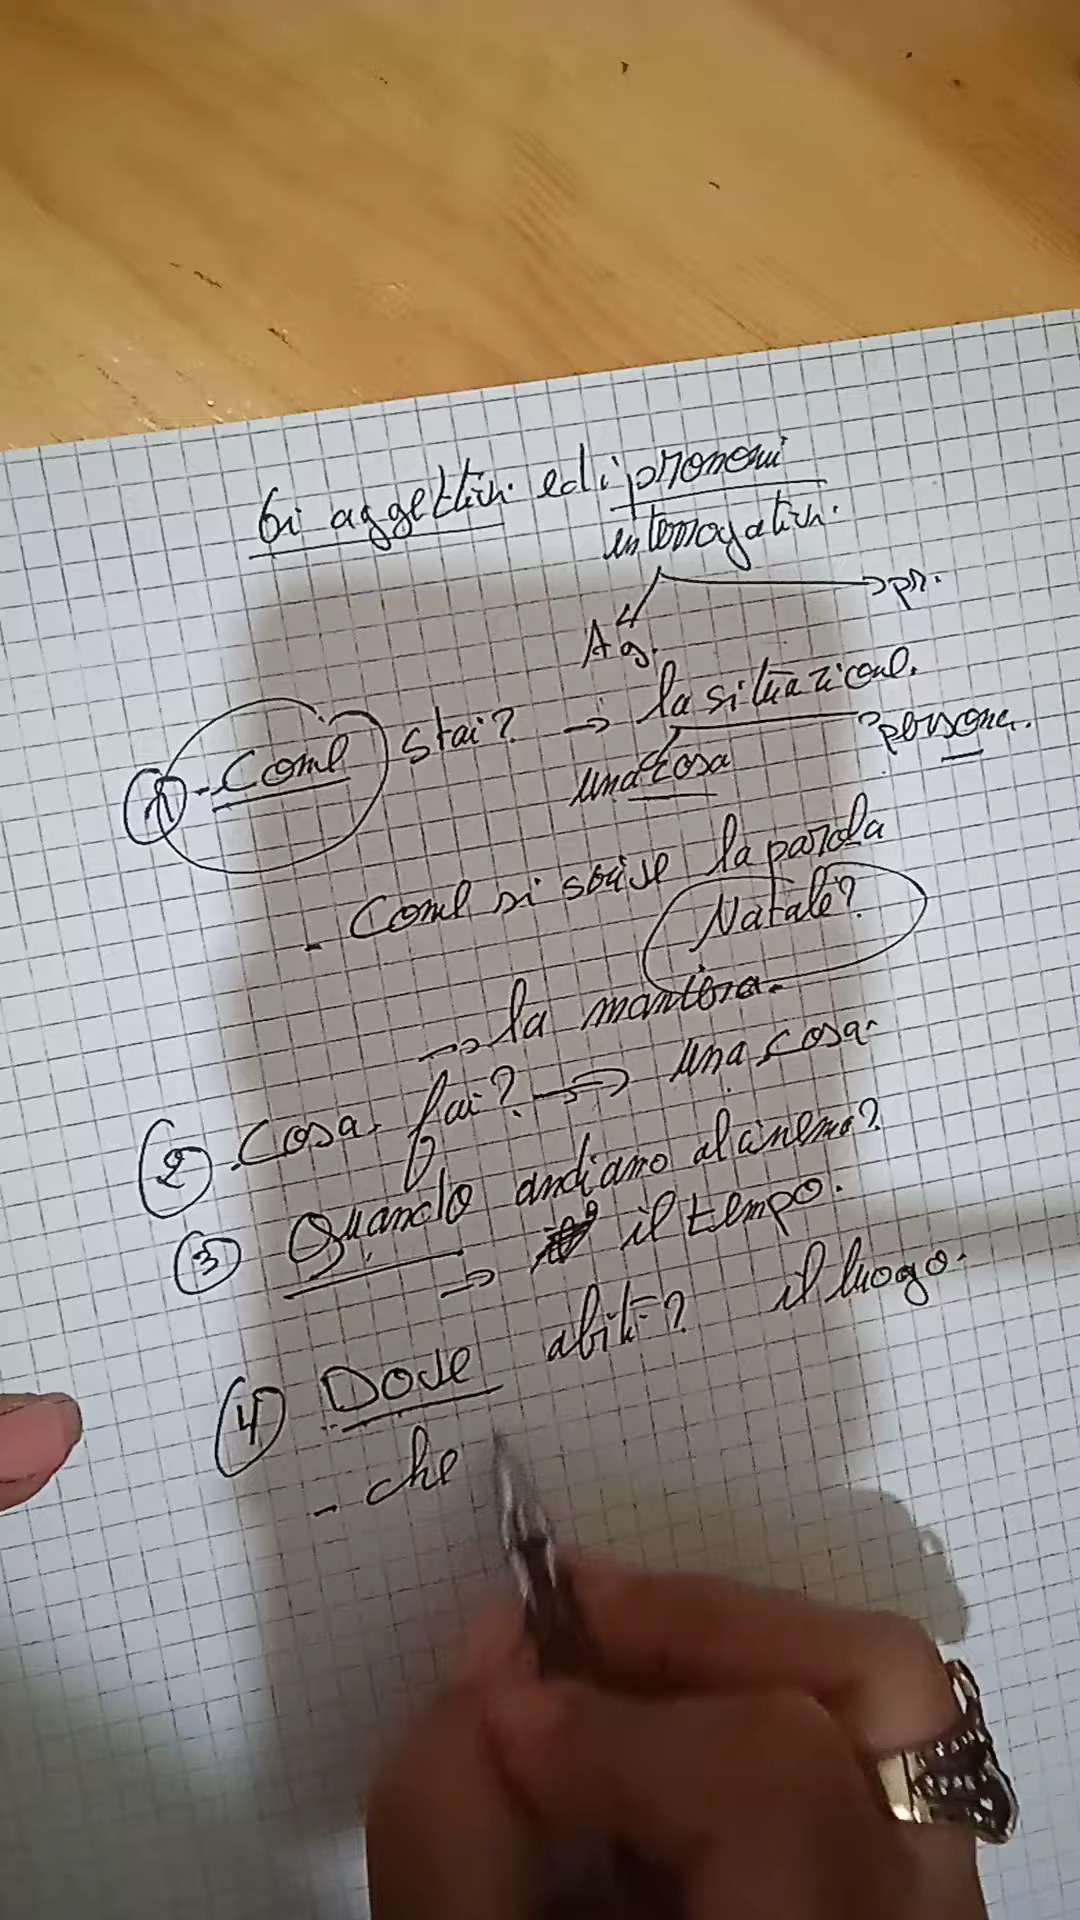 Gi aggettivi ed i pronomi
interrogativi.
Ag.
pr.
1 - Come stai? → la situazione.
una cosa
persona.
- Come si scrive la parola
Natale?
→ la maniera.
2 - Cosa fai? → una cosa.
3 Quando andiamo al cinema?
→ il tempo.
4 Dove abiti? il luogo.
- che